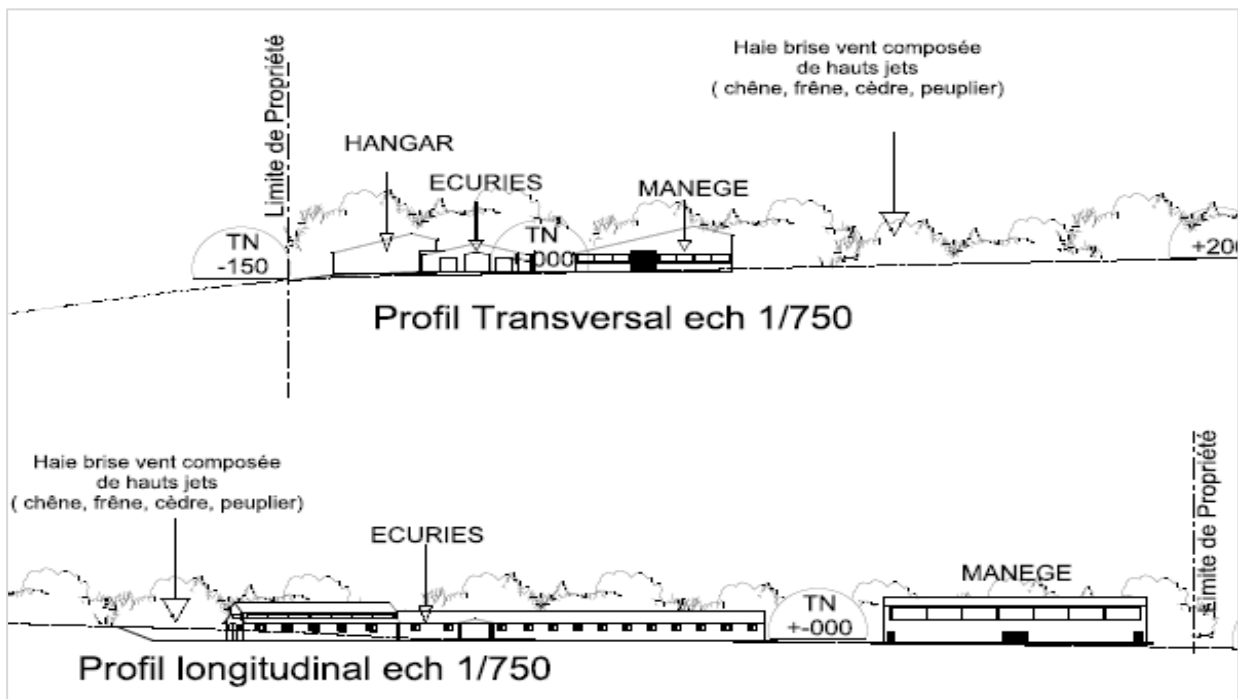 Haie brise vent composée
de hauts jets
( chêne, frêne, cèdre, peuplier)
Limite de Propriété
HANGAR
ECURIES
MANEGE
TN
-150
TN
+-000
+200
Profil Transversal ech 1/750
Haie brise vent composée
de hauts jets
( chêne, frêne, cèdre, peuplier)
ECURIES
MANEGE
Limite de Propriété
TN
+-000
Profil longitudinal ech 1/750